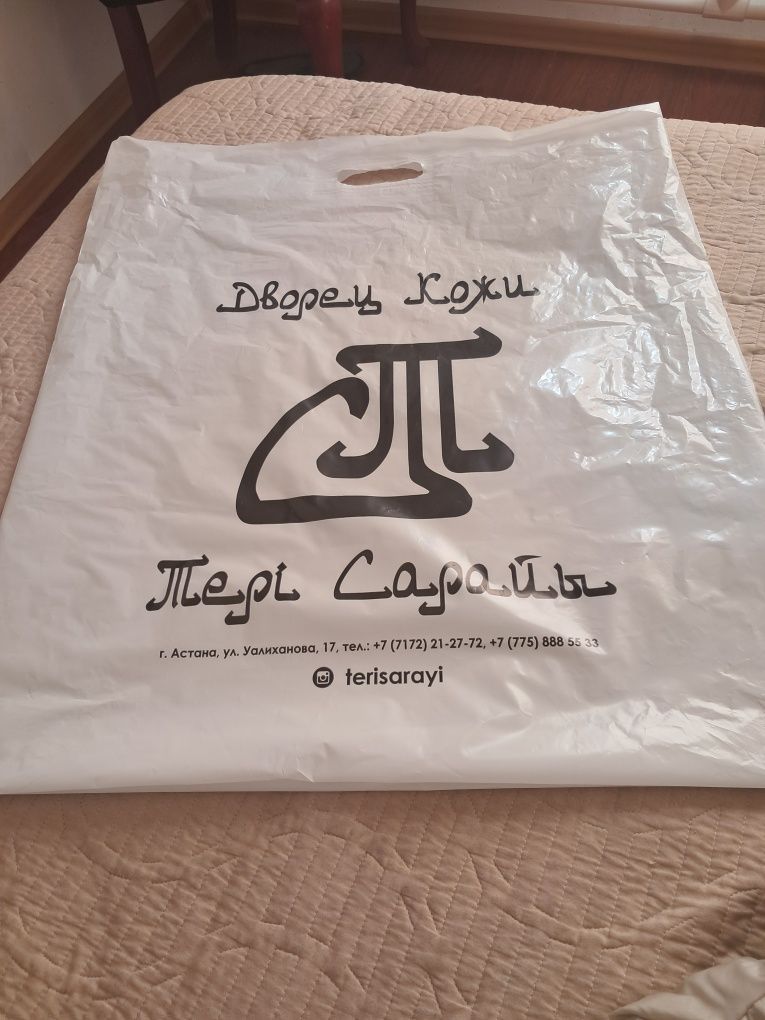 Дворец Кожи
СТ
Тері Сарайы
г. Астана, ул. Уалиханова, 17, тел.: +7 (7172) 21-27-72, +7 (775) 888 55 33
terisarayi